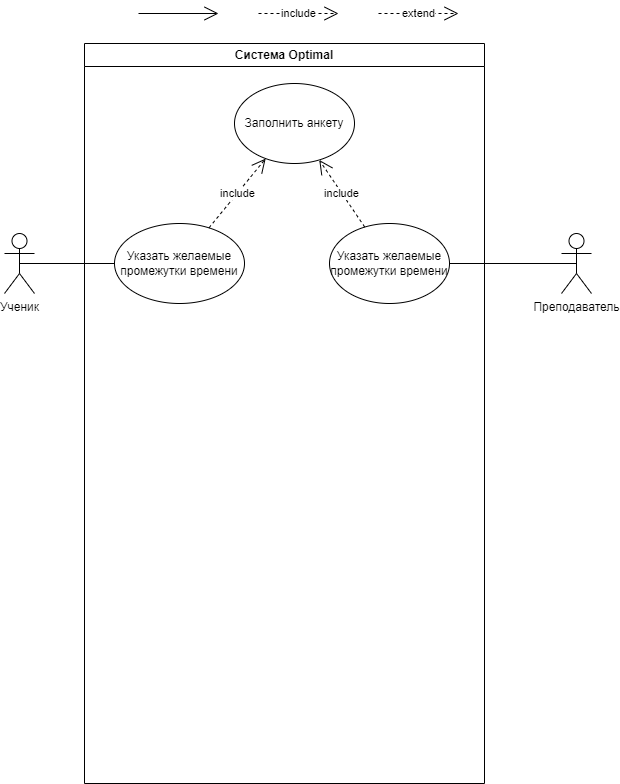 include
extend
Система Optimal
Заполнить анкету
include
include
Указать желаемые
промежутки времени
Указать желаемые
промежутки времени
Ученик
Преподаватель